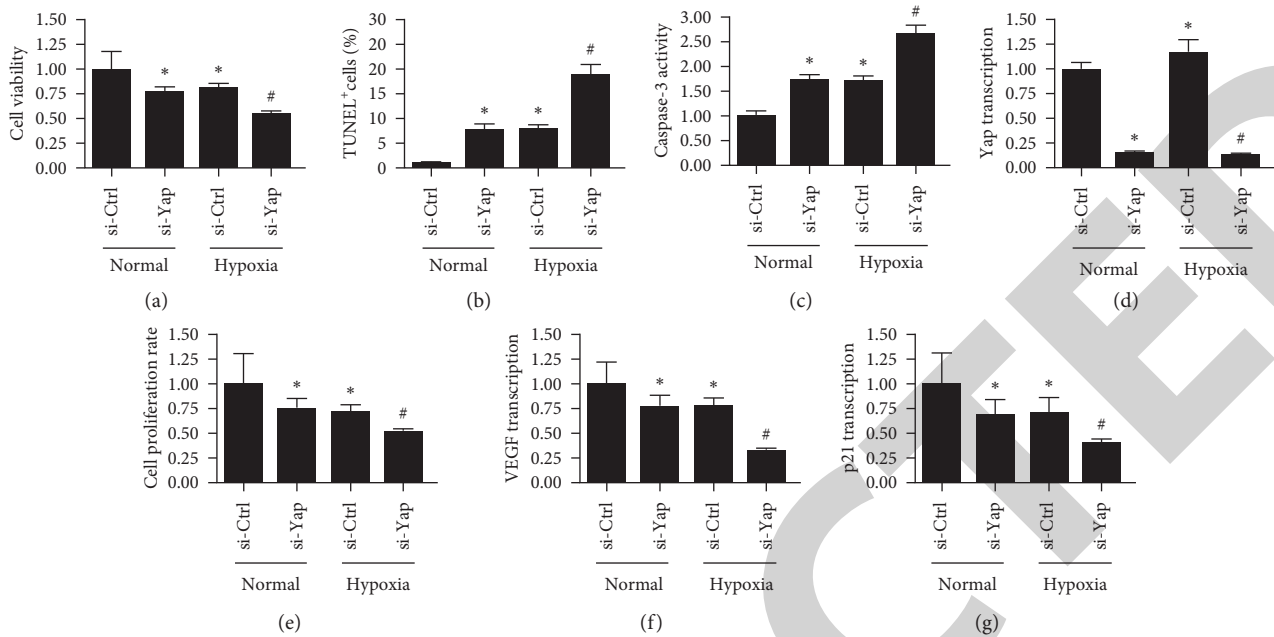 1.50
1.25
1.00
0.75
0.50
0.25
0.00
Cell viability
*
*
#
si-Ctrl
si-Yap
si-Ctrl
si-Yap
Normal
Hypoxia
(a)
30
20
20
15
10
5
0
TUNEL⁺cells (%)
*
*
#
si-Ctrl
si-Yap
si-Ctrl
si-Yap
Normal
Hypoxia
(b)
3.00
2.50
2.00
1.50
1.00
0.50
0.00
Caspase-3 activity
*
*
#
si-Ctrl
si-Yap
si-Ctrl
si-Yap
Normal
Hypoxia
(c)
1.50
1.25
1.00
0.75
0.50
0.25
0.00
Yap transcription
*
*
#
si-Ctrl
si-Yap
si-Ctrl
si-Yap
Normal
Hypoxia
(d)
1.50
1.25
1.00
0.75
0.50
0.25
0.00
Cell proliferation rate
*
*
#
si-Ctrl
si-Yap
si-Ctrl
si-Yap
Normal
Hypoxia
(e)
1.50
1.25
1.00
0.75
0.50
0.25
0.00
VEGF transcription
*
*
#
si-Ctrl
si-Yap
si-Ctrl
si-Yap
Normal
Hypoxia
(f)
1.50
1.25
1.00
0.75
0.50
0.25
0.00
p21 transcription
*
*
#
si-Ctrl
si-Yap
si-Ctrl
si-Yap
Normal
Hypoxia
(g)
CTE